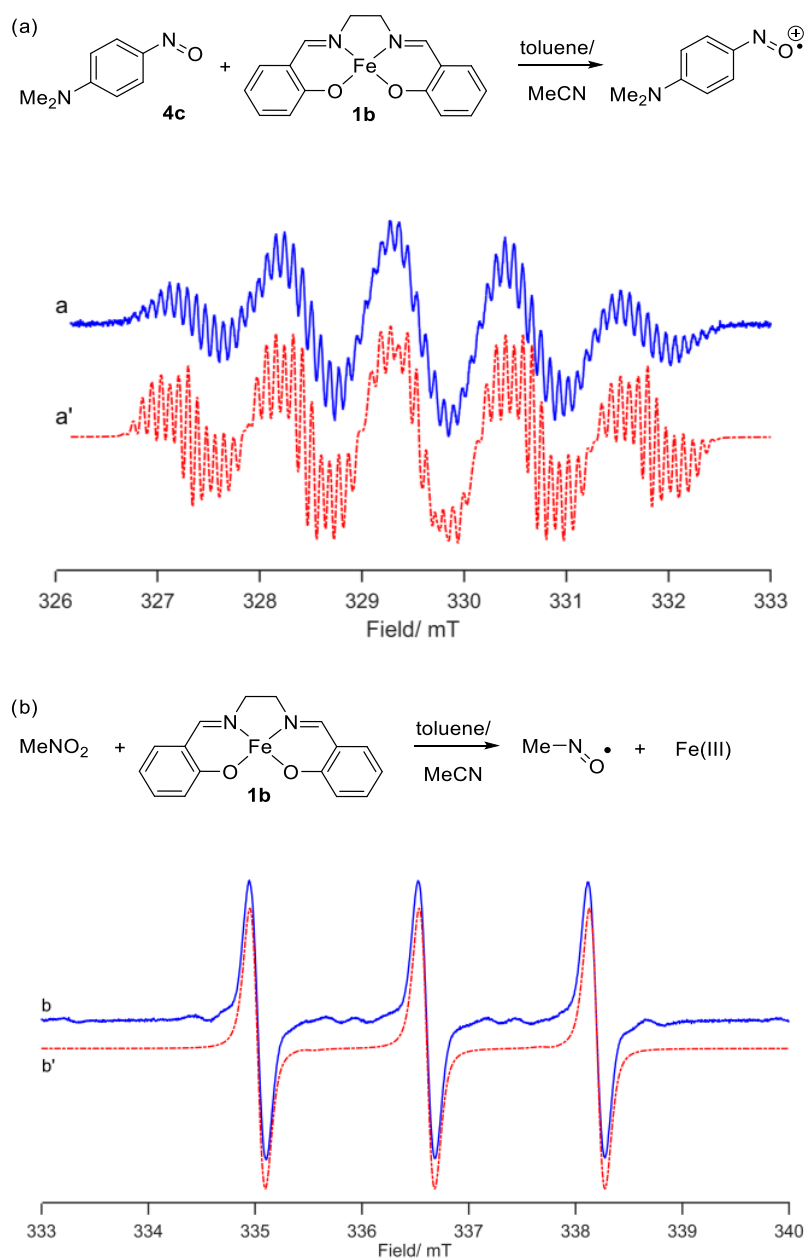 (a)
N
O
⊕
•
Me₂N
4c
+
N
N
Fe
O
O
1b
toluene/
MeCN
N
O
Me₂N
a
a'
326 327 328 329 330 331 332 333
Field/ mT
(b)
MeNO₂ + N N Fe O O
1b
toluene/
MeCN
Me N
O
•
+ Fe(III)
b
b'
333 334 335 336 337 338 339 340
Field/ mT